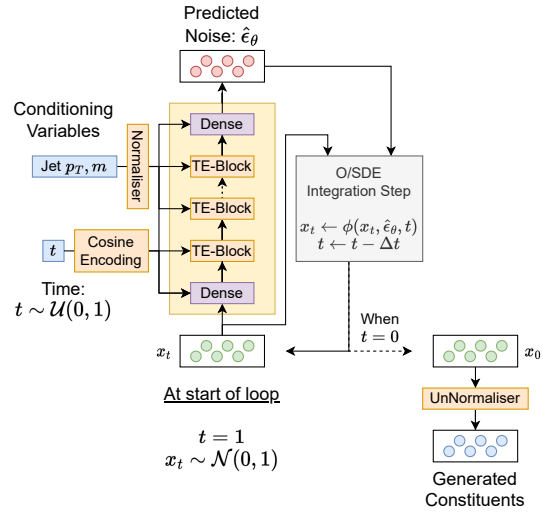 Predicted
Noise: $\hat{\epsilon}_\theta$
Conditioning
Variables
Normaliser
Jet $p_T, m$
Dense
TE-Block
TE-Block
TE-Block
Dense
$t$
Cosine
Encoding
Time:
$t \sim \mathcal{U}(0, 1)$
O/SDE
Integration Step
$x_t \leftarrow \phi(x_t, \hat{\epsilon}_\theta, t)$
$t \leftarrow t - \Delta t$
When
$t = 0$
$x_t$
$x_0$
At start of loop
$t = 1$
$x_t \sim \mathcal{N}(0, 1)$
UnNormaliser
Generated
Constituents